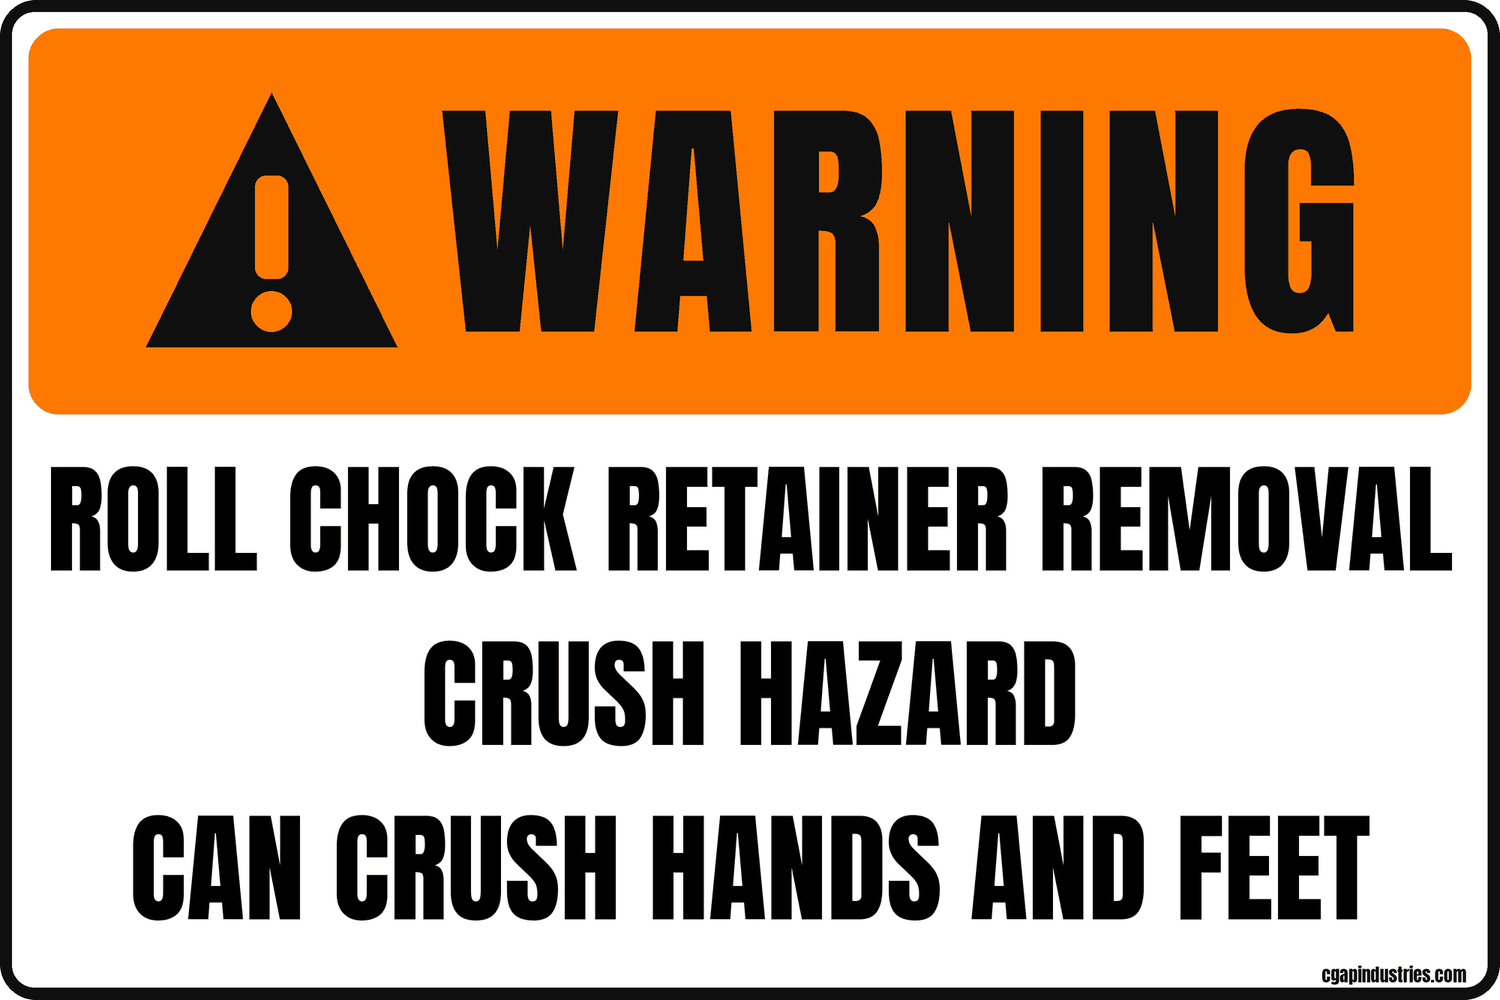 WARNING
ROLL CHOCK RETAINER REMOVAL
CRUSH HAZARD
CAN CRUSH HANDS AND FEET
cgapindustries.com